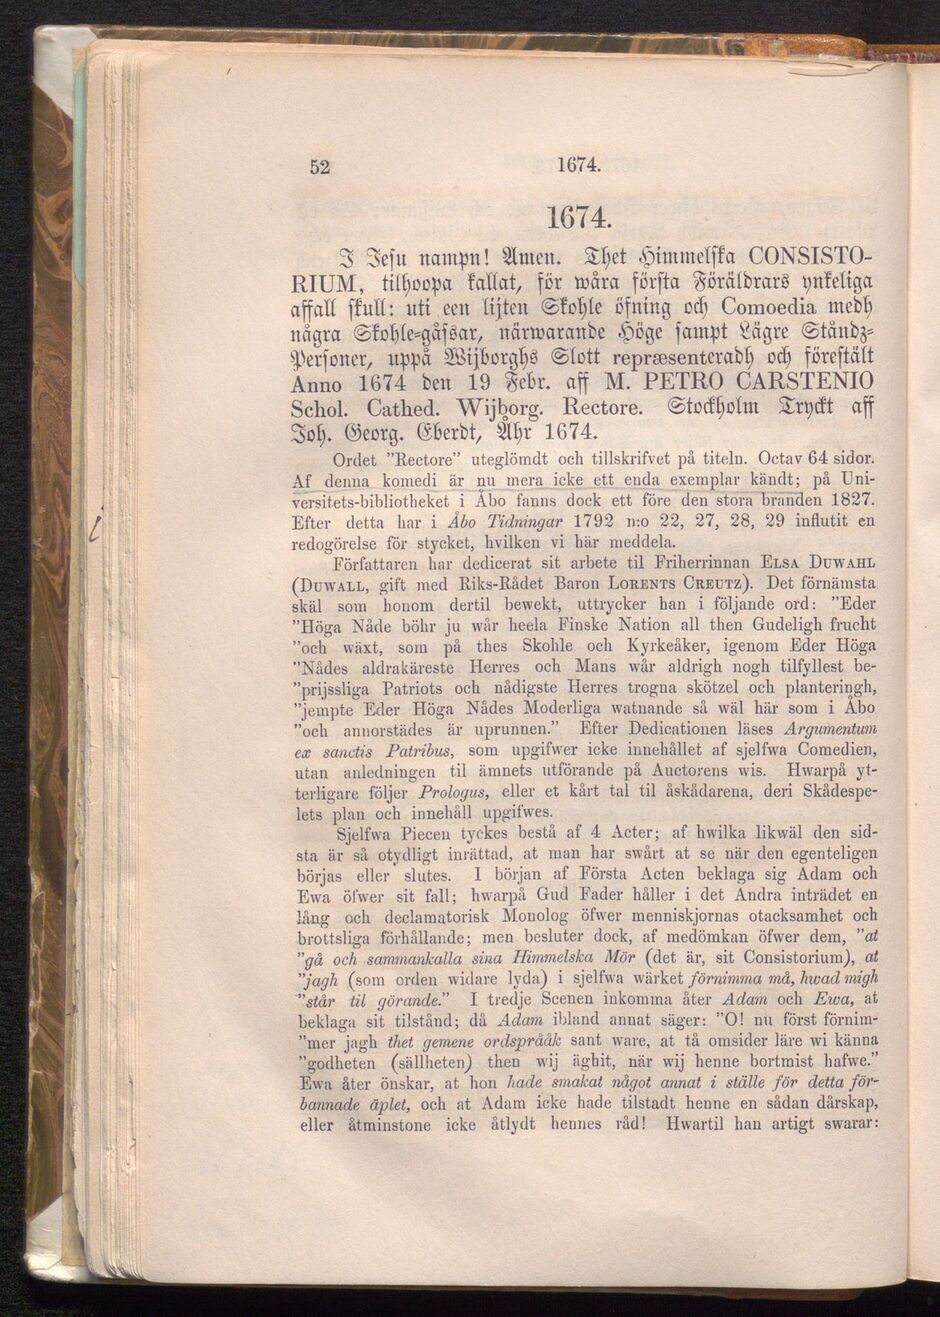 52 1674.
1674.
I Jesu nampn! Amen. Thet Himmelska CONSISTO-
RIUM, tilhoopa kallat, för wåra första Föräldrars ynkeliga
affall skull: uti een lijten Skohle öfning och Comoedia medh
några Skohle-gåssar, närwarande Höge sampt Lägre Ståndz-
Personer, uppå Wijborghs Slott repræsenteradh och förestält
Anno 1674 den 19 Febr. aff M. PETRO CARSTENIO
Schol. Cathed. Wijborg. Rectore. Stockholm Tryckt aff
Joh. Georg. Eberdt, Åhr 1674.
Ordet ”Rectore” uteglömdt och tillskrifvet på titeln. Octav 64 sidor.
Af denna komedi är nu mera icke ett enda exemplar kändt; på Uni-
versitets-bibliotheket i Åbo fanns dock ett före den stora branden 1827.
Efter detta har i Åbo Tidningar 1792 n:o 22, 27, 28, 29 influtit en
redogörelse för stycket, hvilken vi här meddela.
Författaren har dedicerat sit arbete til Friherrinnan Elsa Duwahl
(Duwall, gift med Riks-Rådet Baron Lorents Creutz). Det förnämsta
skäl som honom dertil bewekt, uttrycker han i följande ord: ”Eder
”Höga Nåde böhr ju wår heela Finske Nation all then Gudeligh frucht
”och wäxt, som på thes Skohle och Kyrkeåker, igenom Eder Höga
”Nådes aldrakäreste Herres och Mans wår aldrigh nogh tilfyllest be-
”prijssliga Patriots och nådigste Herres trogna skötzel och planteringh,
”jempte Eder Höga Nådes Moderliga watnande så wäl här som i Åbo
”och annorstädes är uprunnen.” Efter Dedicationen läses Argumentum
ex sanctis Patribus, som upgifwer icke innehållet af sjelfwa Comedien,
utan anledningen til ämnets utförande på Auctorens wis. Hwarpå yt-
terligare följer Prologus, eller et kårt tal til åskådarena, deri Skådespe-
lets plan och innehåll upgifwes.
Sjelfwa Piecen tyckes bestå af 4 Acter; af hwilka likwäl den sid-
sta är så otydligt inrättad, at man har swårt at se när den egenteligen
börjas eller slutes. I början af Första Acten beklaga sig Adam och
Ewa öfwer sit fall; hwarpå Gud Fader håller i det Andra inträdet en
lång och declamatorisk Monolog öfwer menniskjornas otacksamhet och
brottsliga förhållande; men besluter dock, af medömkan öfwer dem, ”at
”gå och sammankalla sina Himmelska Mör (det är, sit Consistorium), at
”jagh (som orden widare lyda) i sjelfwa wärket förnimma må, hwad migh
”står til görande.” I tredje Scenen inkomma åter Adam och Ewa, at
beklaga sit tilstånd; då Adam ibland annat säger: ”O! nu först förnim-
”mer jagh thet gemene ordsprååk sant ware, at tå omsider läre wi känna
”godheten (sällheten) then wij äghit, när wij henne bortmist hafwe.”
Ewa åter önskar, at hon hade smakat något annat i ställe för detta för-
bannade äplet, och at Adam icke hade tilstadt henne en sådan dårskap,
eller åtminstone icke åtlydt hennes råd! Hwartil han artigt swarar: